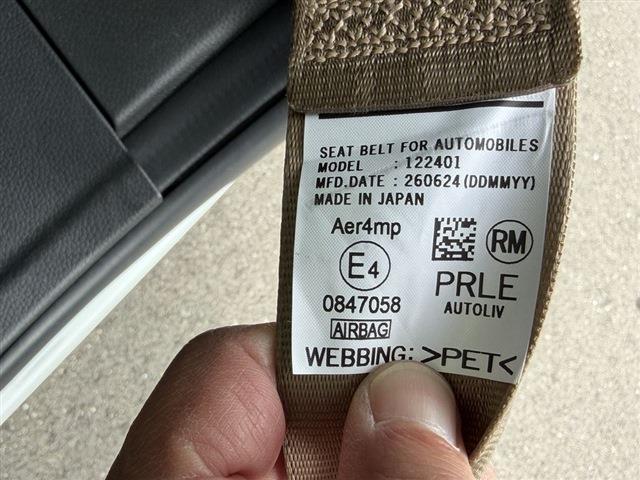 SEAT BELT FOR AUTOMOBILES
MODEL : 122401
MFD.DATE : 260624(DDMMYY)
MADE IN JAPAN
Aer4mp
RM
E4
PRLE
0847058
AUTOLIV
AIRBAG
WEBBING: >PET<